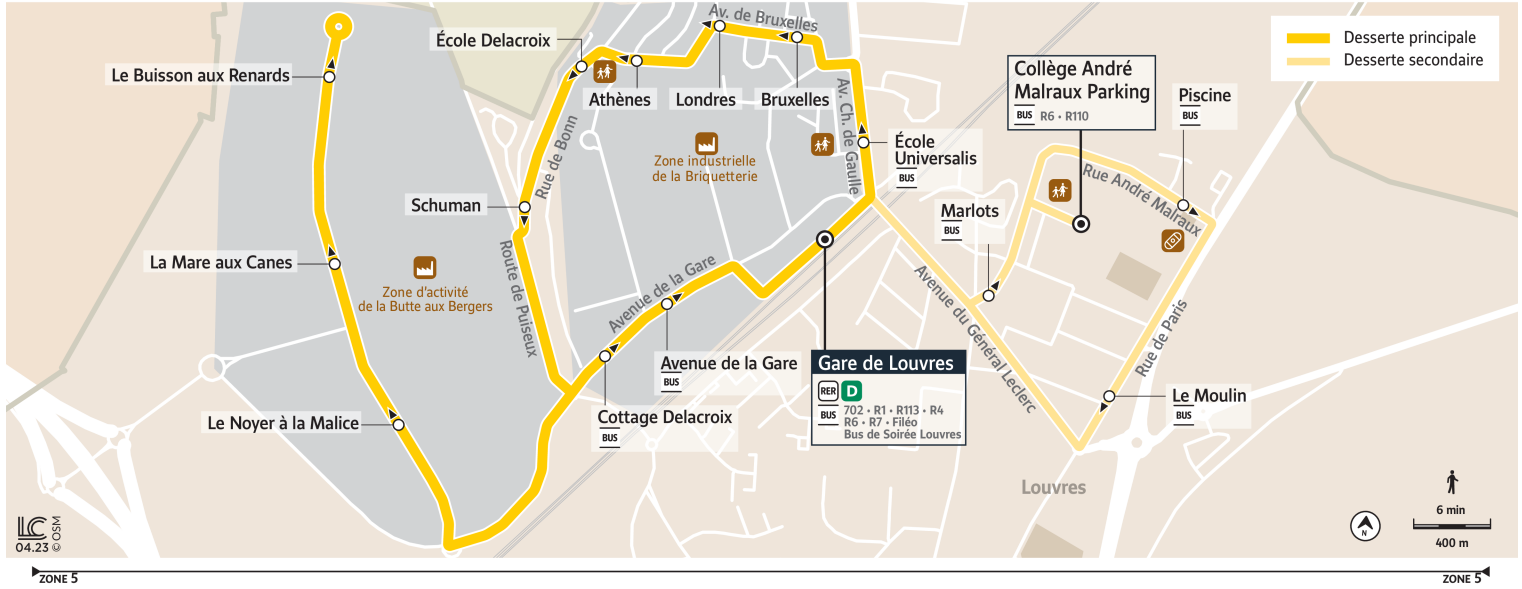 Av. de Bruxelles
École Delacroix
Le Buisson aux Renards
Athènes
Londres
Bruxelles
Desserte principale
Desserte secondaire
Collège André
Malraux Parking
BUS R6 • R110
Piscine
BUS
Av. Ch. de Gaulle
École
Universalis
BUS
Rue de Bonn
Zone industrielle
de la Briquetterie
Rue André Malraux
Schuman
Marlots
BUS
La Mare aux Canes
Route de Puiseux
Zone d'activité
de la Butte aux Bergers
Avenue de la Gare
Avenue du Général Leclerc
Rue de Paris
Avenue de la Gare
BUS
Gare de Louvres
RER D
BUS 702 • R1 • R113 • R4
R6 • R7 • Filéo
Bus de Soirée Louvres
Le Moulin
BUS
Le Noyer à la Malice
Cottage Delacroix
BUS
Louvres
6 min
400 m
N
LC
04.23 © OSM
ZONE 5
ZONE 5